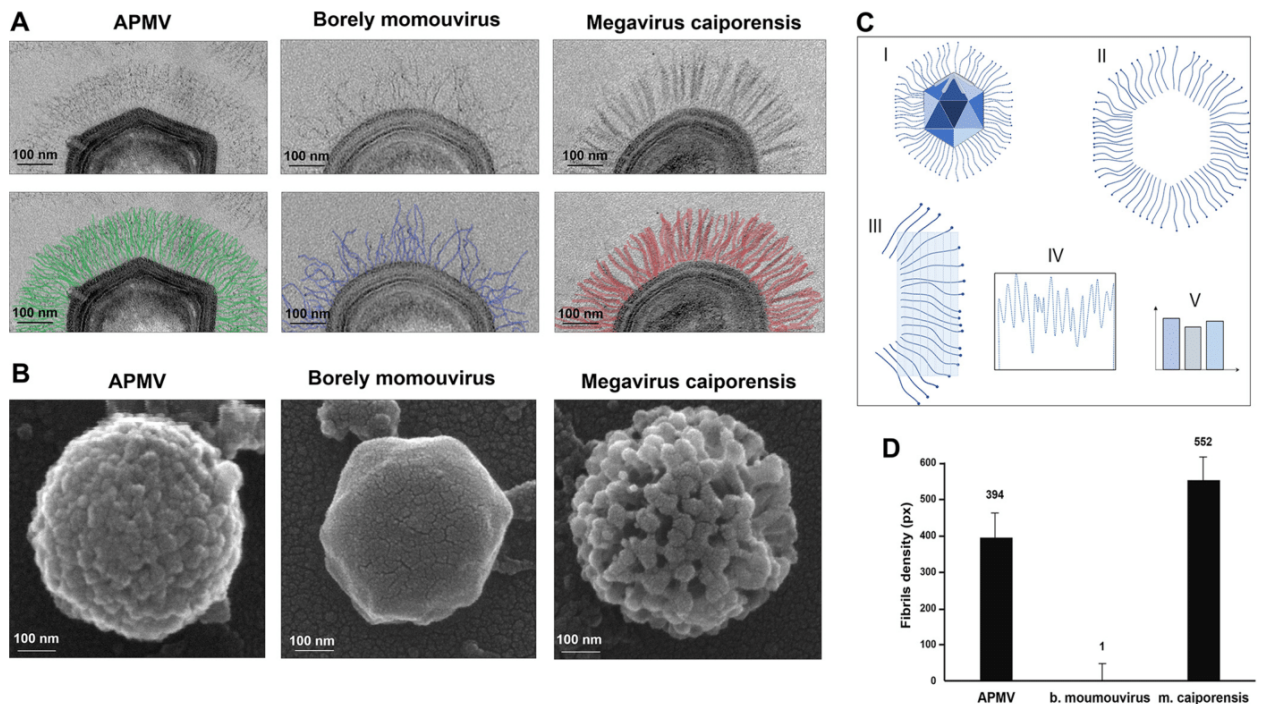 A
APMV
Borely momouvirus
Megavirus caiporensis
100 nm
100 nm
100 nm
100 nm
100 nm
100 nm
B
APMV
Borely momouvirus
Megavirus caiporensis
100 nm
100 nm
100 nm
C
I
II
III
IV
V
D
Fibrils density (px)
600
500
400
300
200
100
0
394
1
552
APMV
b. moumouvirus
m. caiporensis